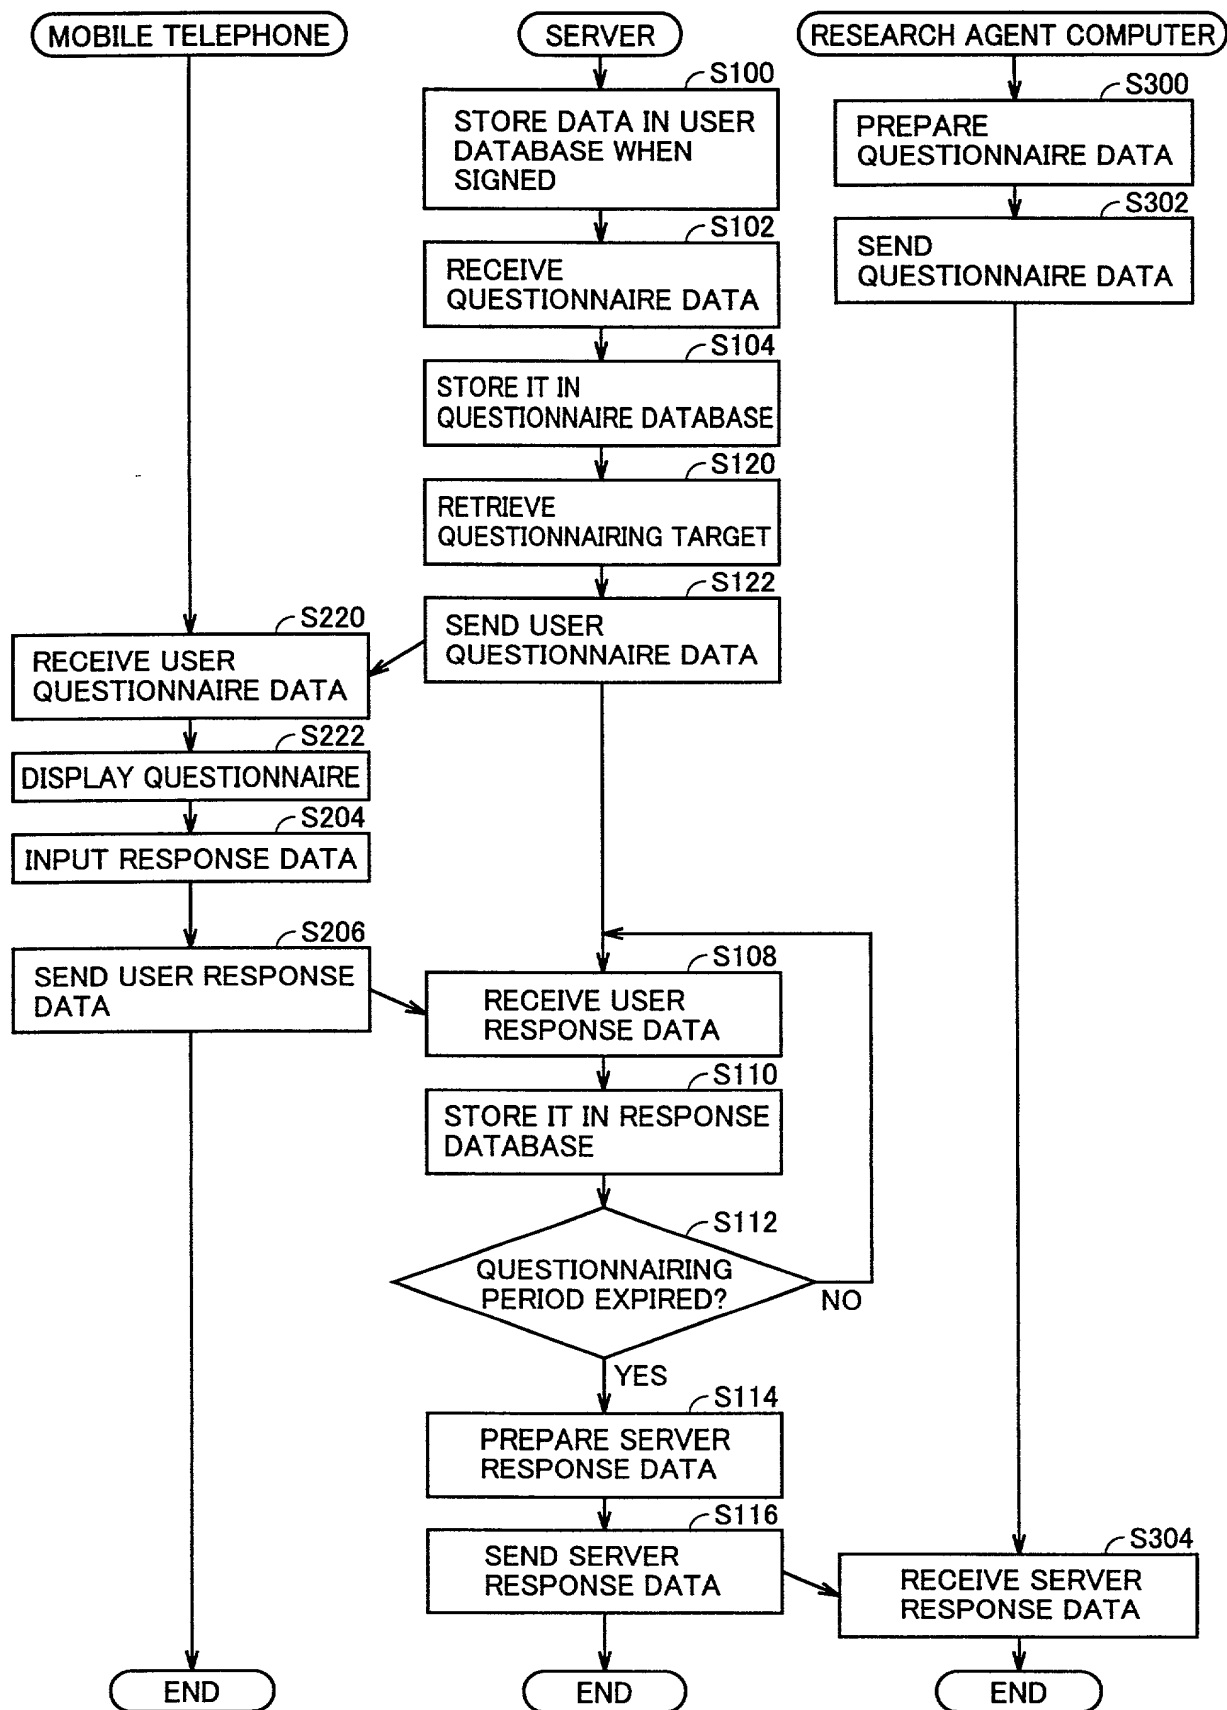 MOBILE TELEPHONE
SERVER
RESEARCH AGENT COMPUTER
S100
STORE DATA IN USER
DATABASE WHEN
SIGNED
S300
PREPARE
QUESTIONNAIRE DATA
S302
SEND
QUESTIONNAIRE DATA
S102
RECEIVE
QUESTIONNAIRE DATA
S104
STORE IT IN
QUESTIONNAIRE DATABASE
S120
RETRIEVE
QUESTIONNAIRING TARGET
S122
SEND USER
QUESTIONNAIRE DATA
S220
RECEIVE USER
QUESTIONNAIRE DATA
S222
DISPLAY QUESTIONNAIRE
S204
INPUT RESPONSE DATA
S206
SEND USER RESPONSE
DATA
S108
RECEIVE USER
RESPONSE DATA
S110
STORE IT IN RESPONSE
DATABASE
S112
QUESTIONNAIRING
PERIOD EXPIRED?
NO
YES
S114
PREPARE SERVER
RESPONSE DATA
S116
SEND SERVER
RESPONSE DATA
S304
RECEIVE SERVER
RESPONSE DATA
END
END
END